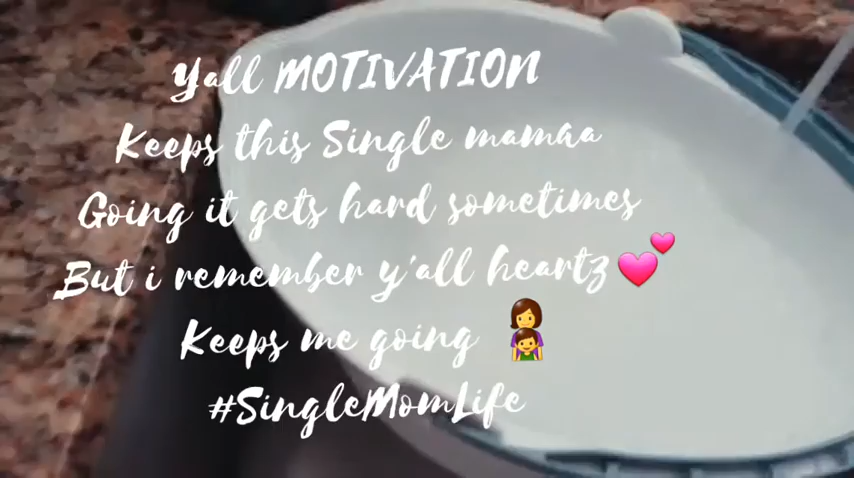 Yall MOTIVATION
Keeps this Single mamaa
Going it gets hard sometimes
But i remember y'all heartz💕
Keeps me going 👩‍👦
#SingleMomLife